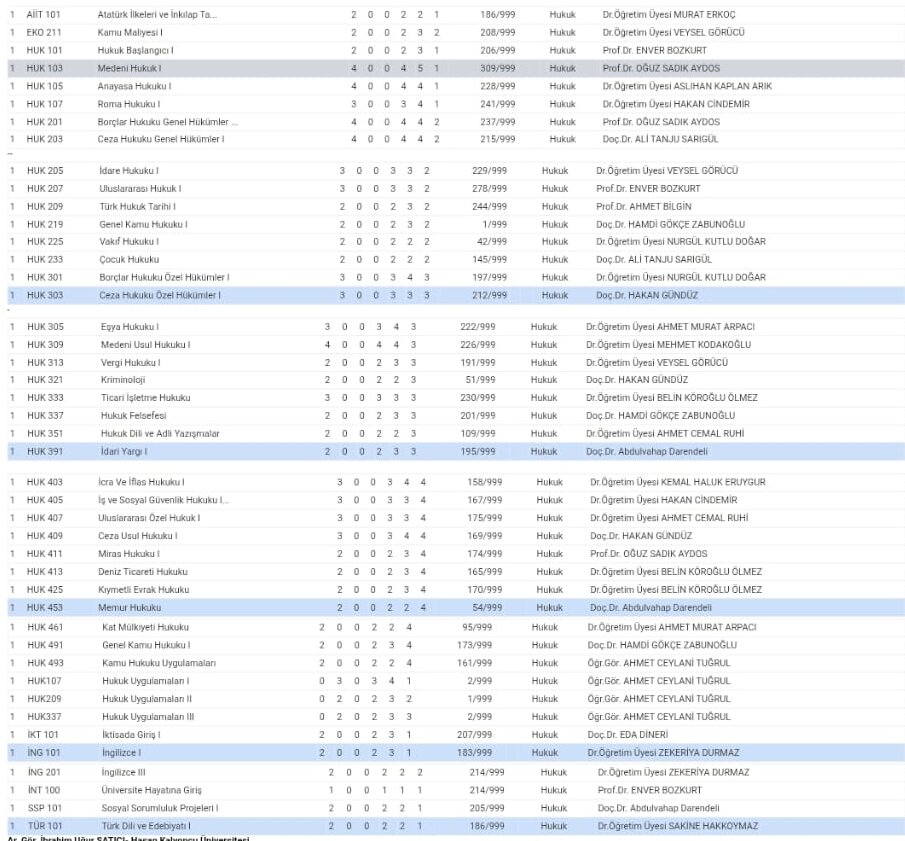 1 AİİT 101 Atatürk İlkeleri ve İnkılap Ta... 2 0 0 2 2 1 186/999 Hukuk Dr.Öğretim Üyesi MURAT ERKOÇ
1 EKO 211 Kamu Maliyesi I 2 0 0 2 3 2 208/999 Hukuk Dr.Öğretim Üyesi VEYSEL GÖRÜCÜ
1 HUK 101 Hukuk Başlangıcı I 2 0 0 2 3 1 206/999 Hukuk Prof.Dr. ENVER BOZKURT
1 HUK 103 Medeni Hukuk I 4 0 0 4 5 1 309/999 Hukuk Prof.Dr. OĞUZ SADIK AYDOS
1 HUK 105 Anayasa Hukuku I 4 0 0 4 4 1 228/999 Hukuk Dr.Öğretim Üyesi ASLIHAN KAPLAN ARIK
1 HUK 107 Roma Hukuku I 3 0 0 3 4 1 241/999 Hukuk Dr.Öğretim Üyesi HAKAN CİNDEMİR
1 HUK 201 Borçlar Hukuku Genel Hükümler ... 4 0 0 4 4 2 237/999 Hukuk Prof.Dr. OĞUZ SADIK AYDOS
1 HUK 203 Ceza Hukuku Genel Hükümler I 4 0 0 4 4 2 215/999 Hukuk Doç.Dr. ALİ TANJU SARIGÜL
1 HUK 205 İdare Hukuku I 3 0 0 3 3 2 229/999 Hukuk Dr.Öğretim Üyesi VEYSEL GÖRÜCÜ
1 HUK 207 Uluslararası Hukuk I 3 0 0 3 3 2 278/999 Hukuk Prof.Dr. ENVER BOZKURT
1 HUK 209 Türk Hukuk Tarihi I 2 0 0 2 3 2 244/999 Hukuk Prof.Dr. AHMET BİLGİN
1 HUK 219 Genel Kamu Hukuku I 2 0 0 2 3 2 1/999 Hukuk Doç.Dr. HAMDİ GÖKÇE ZABUNOĞLU
1 HUK 225 Vakıf Hukuku I 2 0 0 2 2 2 42/999 Hukuk Dr.Öğretim Üyesi NURGÜL KUTLU DOĞAR
1 HUK 233 Çocuk Hukuku 2 0 0 2 2 2 145/999 Hukuk Doç.Dr. ALİ TANJU SARIGÜL
1 HUK 301 Borçlar Hukuku Özel Hükümler I 3 0 0 3 4 3 197/999 Hukuk Dr.Öğretim Üyesi NURGÜL KUTLU DOĞAR
1 HUK 303 Ceza Hukuku Özel Hükümler I 3 0 0 3 3 3 212/999 Hukuk Doç.Dr. HAKAN GÜNDÜZ
1 HUK 305 Eşya Hukuku I 3 0 0 3 4 3 222/999 Hukuk Dr.Öğretim Üyesi AHMET MURAT ARPACI
1 HUK 309 Medeni Usul Hukuku I 4 0 0 4 4 3 226/999 Hukuk Dr.Öğretim Üyesi MEHMET KODAKOĞLU
1 HUK 313 Vergi Hukuku I 2 0 0 2 3 3 191/999 Hukuk Dr.Öğretim Üyesi VEYSEL GÖRÜCÜ
1 HUK 321 Kriminoloji 2 0 0 2 2 3 51/999 Hukuk Doç.Dr. HAKAN GÜNDÜZ
1 HUK 333 Ticari İşletme Hukuku 3 0 0 3 3 3 230/999 Hukuk Dr.Öğretim Üyesi BELİN KÖROĞLU ÖLMEZ
1 HUK 337 Hukuk Felsefesi 2 0 0 2 3 3 201/999 Hukuk Doç.Dr. HAMDİ GÖKÇE ZABUNOĞLU
1 HUK 351 Hukuk Dili ve Adli Yazışmalar 2 0 0 2 2 3 109/999 Hukuk Dr.Öğretim Üyesi AHMET CEMAL RUHİ
1 HUK 391 İdari Yargı I 2 0 0 2 3 3 195/999 Hukuk Doç.Dr. Abdulvahap Darendeli
1 HUK 403 İcra Ve İflas Hukuku I 3 0 0 3 4 4 158/999 Hukuk Dr.Öğretim Üyesi KEMAL HALUK ERUYGUR
1 HUK 405 İş ve Sosyal Güvenlik Hukuku I... 3 0 0 3 3 4 167/999 Hukuk Dr.Öğretim Üyesi HAKAN CİNDEMİR
1 HUK 407 Uluslararası Özel Hukuk I 3 0 0 3 3 4 175/999 Hukuk Dr.Öğretim Üyesi AHMET CEMAL RUHİ
1 HUK 409 Ceza Usul Hukuku I 3 0 0 3 4 4 169/999 Hukuk Doç.Dr. HAKAN GÜNDÜZ
1 HUK 411 Miras Hukuku I 2 0 0 2 3 4 174/999 Hukuk Prof.Dr. OĞUZ SADIK AYDOS
1 HUK 413 Deniz Ticareti Hukuku 2 0 0 2 3 4 165/999 Hukuk Dr.Öğretim Üyesi BELİN KÖROĞLU ÖLMEZ
1 HUK 425 Kıymetli Evrak Hukuku 2 0 0 2 3 4 170/999 Hukuk Dr.Öğretim Üyesi BELİN KÖROĞLU ÖLMEZ
1 HUK 453 Memur Hukuku 2 0 0 2 2 4 54/999 Hukuk Doç.Dr. Abdulvahap Darendeli
1 HUK 461 Kat Mülkiyeti Hukuku 2 0 0 2 2 4 95/999 Hukuk Dr.Öğretim Üyesi AHMET MURAT ARPACI
1 HUK 491 Genel Kamu Hukuku I 2 0 0 2 3 4 173/999 Hukuk Doç.Dr. HAMDİ GÖKÇE ZABUNOĞLU
1 HUK 493 Kamu Hukuku Uygulamaları 2 0 0 2 2 4 161/999 Hukuk Öğr.Gör. AHMET CEYLANİ TUĞRUL
1 HUK107 Hukuk Uygulamaları I 0 3 0 3 4 1 2/999 Hukuk Öğr.Gör. AHMET CEYLANİ TUĞRUL
1 HUK209 Hukuk Uygulamaları II 0 2 0 2 3 2 1/999 Hukuk Öğr.Gör. AHMET CEYLANİ TUĞRUL
1 HUK337 Hukuk Uygulamaları III 0 2 0 2 3 3 2/999 Hukuk Öğr.Gör. AHMET CEYLANİ TUĞRUL
1 İKT 101 İktisada Giriş I 2 0 0 2 3 1 207/999 Hukuk Doç.Dr. EDA DİNERİ
1 İNG 101 İngilizce I 2 0 0 2 3 1 183/999 Hukuk Dr.Öğretim Üyesi ZEKERİYA DURMAZ
1 İNG 201 İngilizce III 2 0 0 2 2 2 214/999 Hukuk Dr.Öğretim Üyesi ZEKERİYA DURMAZ
1 İNT 100 Üniversite Hayatına Giriş 1 0 0 1 1 1 214/999 Hukuk Prof.Dr. ENVER BOZKURT
1 SSP 101 Sosyal Sorumluluk Projeleri I 2 0 0 2 2 1 205/999 Hukuk Doç.Dr. Abdulvahap Darendeli
1 TÜR 101 Türk Dili ve Edebiyatı I 2 0 0 2 2 1 186/999 Hukuk Dr.Öğretim Üyesi SAKİNE HAKKOYMAZ
Ar. Gör. İbrahim Uğur SATICI- Hasan Kalyoncu Üniversitesi